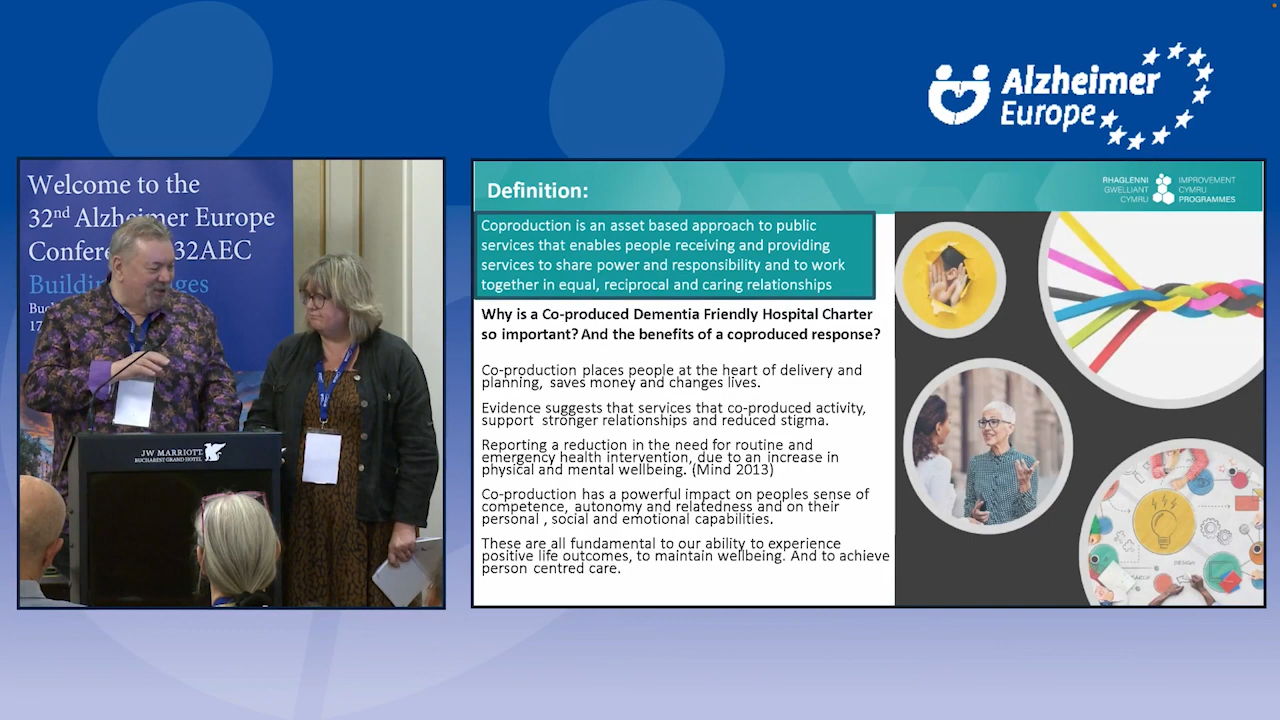 Alzheimer
Europe
Welcome to the
32nd Alzheimer Europe
32AEC
JW MARRIOTT
BUCHAREST GRAND HOTEL
Definition:
RHAGLENNI
GWELLIANT
CYMRU
IMPROVEMENT
CYMRU
PROGRAMMES
Coproduction is an asset based approach to public
services that enables people receiving and providing
services to share power and responsibility and to work
together in equal, reciprocal and caring relationships
Why is a Co-produced Dementia Friendly Hospital Charter
so important? And the benefits of a coproduced response?
Co-production places people at the heart of delivery and
planning, saves money and changes lives.
Evidence suggests that services that co-produced activity,
support stronger relationships and reduced stigma.
Reporting a reduction in the need for routine and
emergency health intervention, due to an increase in
physical and mental wellbeing. (Mind 2013)
Co-production has a powerful impact on peoples sense of
competence, autonomy and relatedness and on their
personal , social and emotional capabilities.
These are all fundamental to our ability to experience
positive life outcomes, to maintain wellbeing. And to achieve
person centred care.
DESIGN